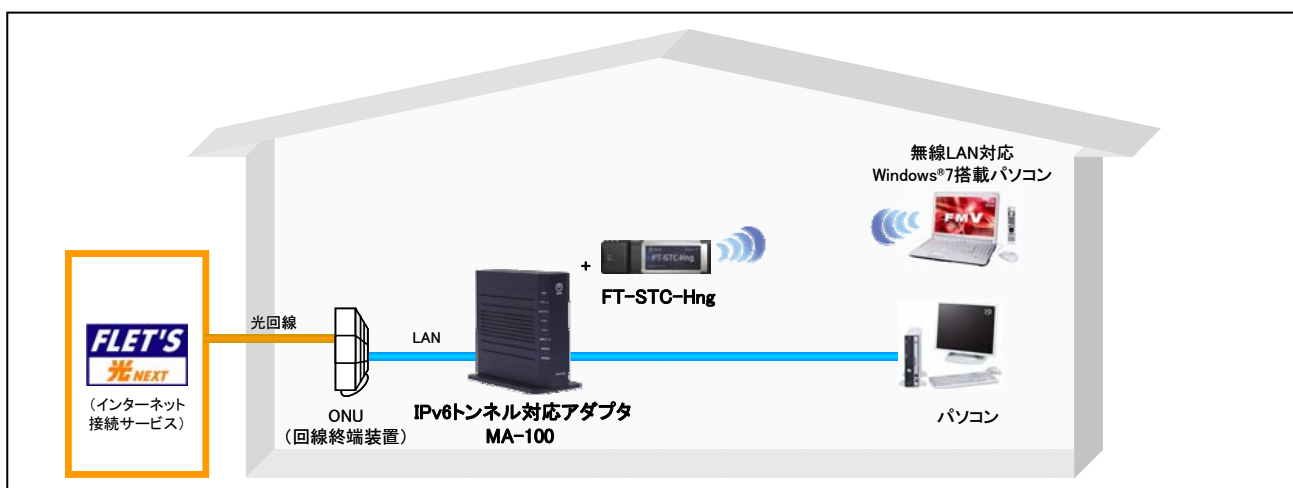 無線LAN対応
Windows®7搭載パソコン
FMV
FT-STC-Hng
+
FT-STC-Hng
FLET'S
光NEXT
(インターネット
接続サービス)
光回線
LAN
19
ONU
(回線終端装置)
IPv6トンネル対応アダプタ
MA-100
パソコン